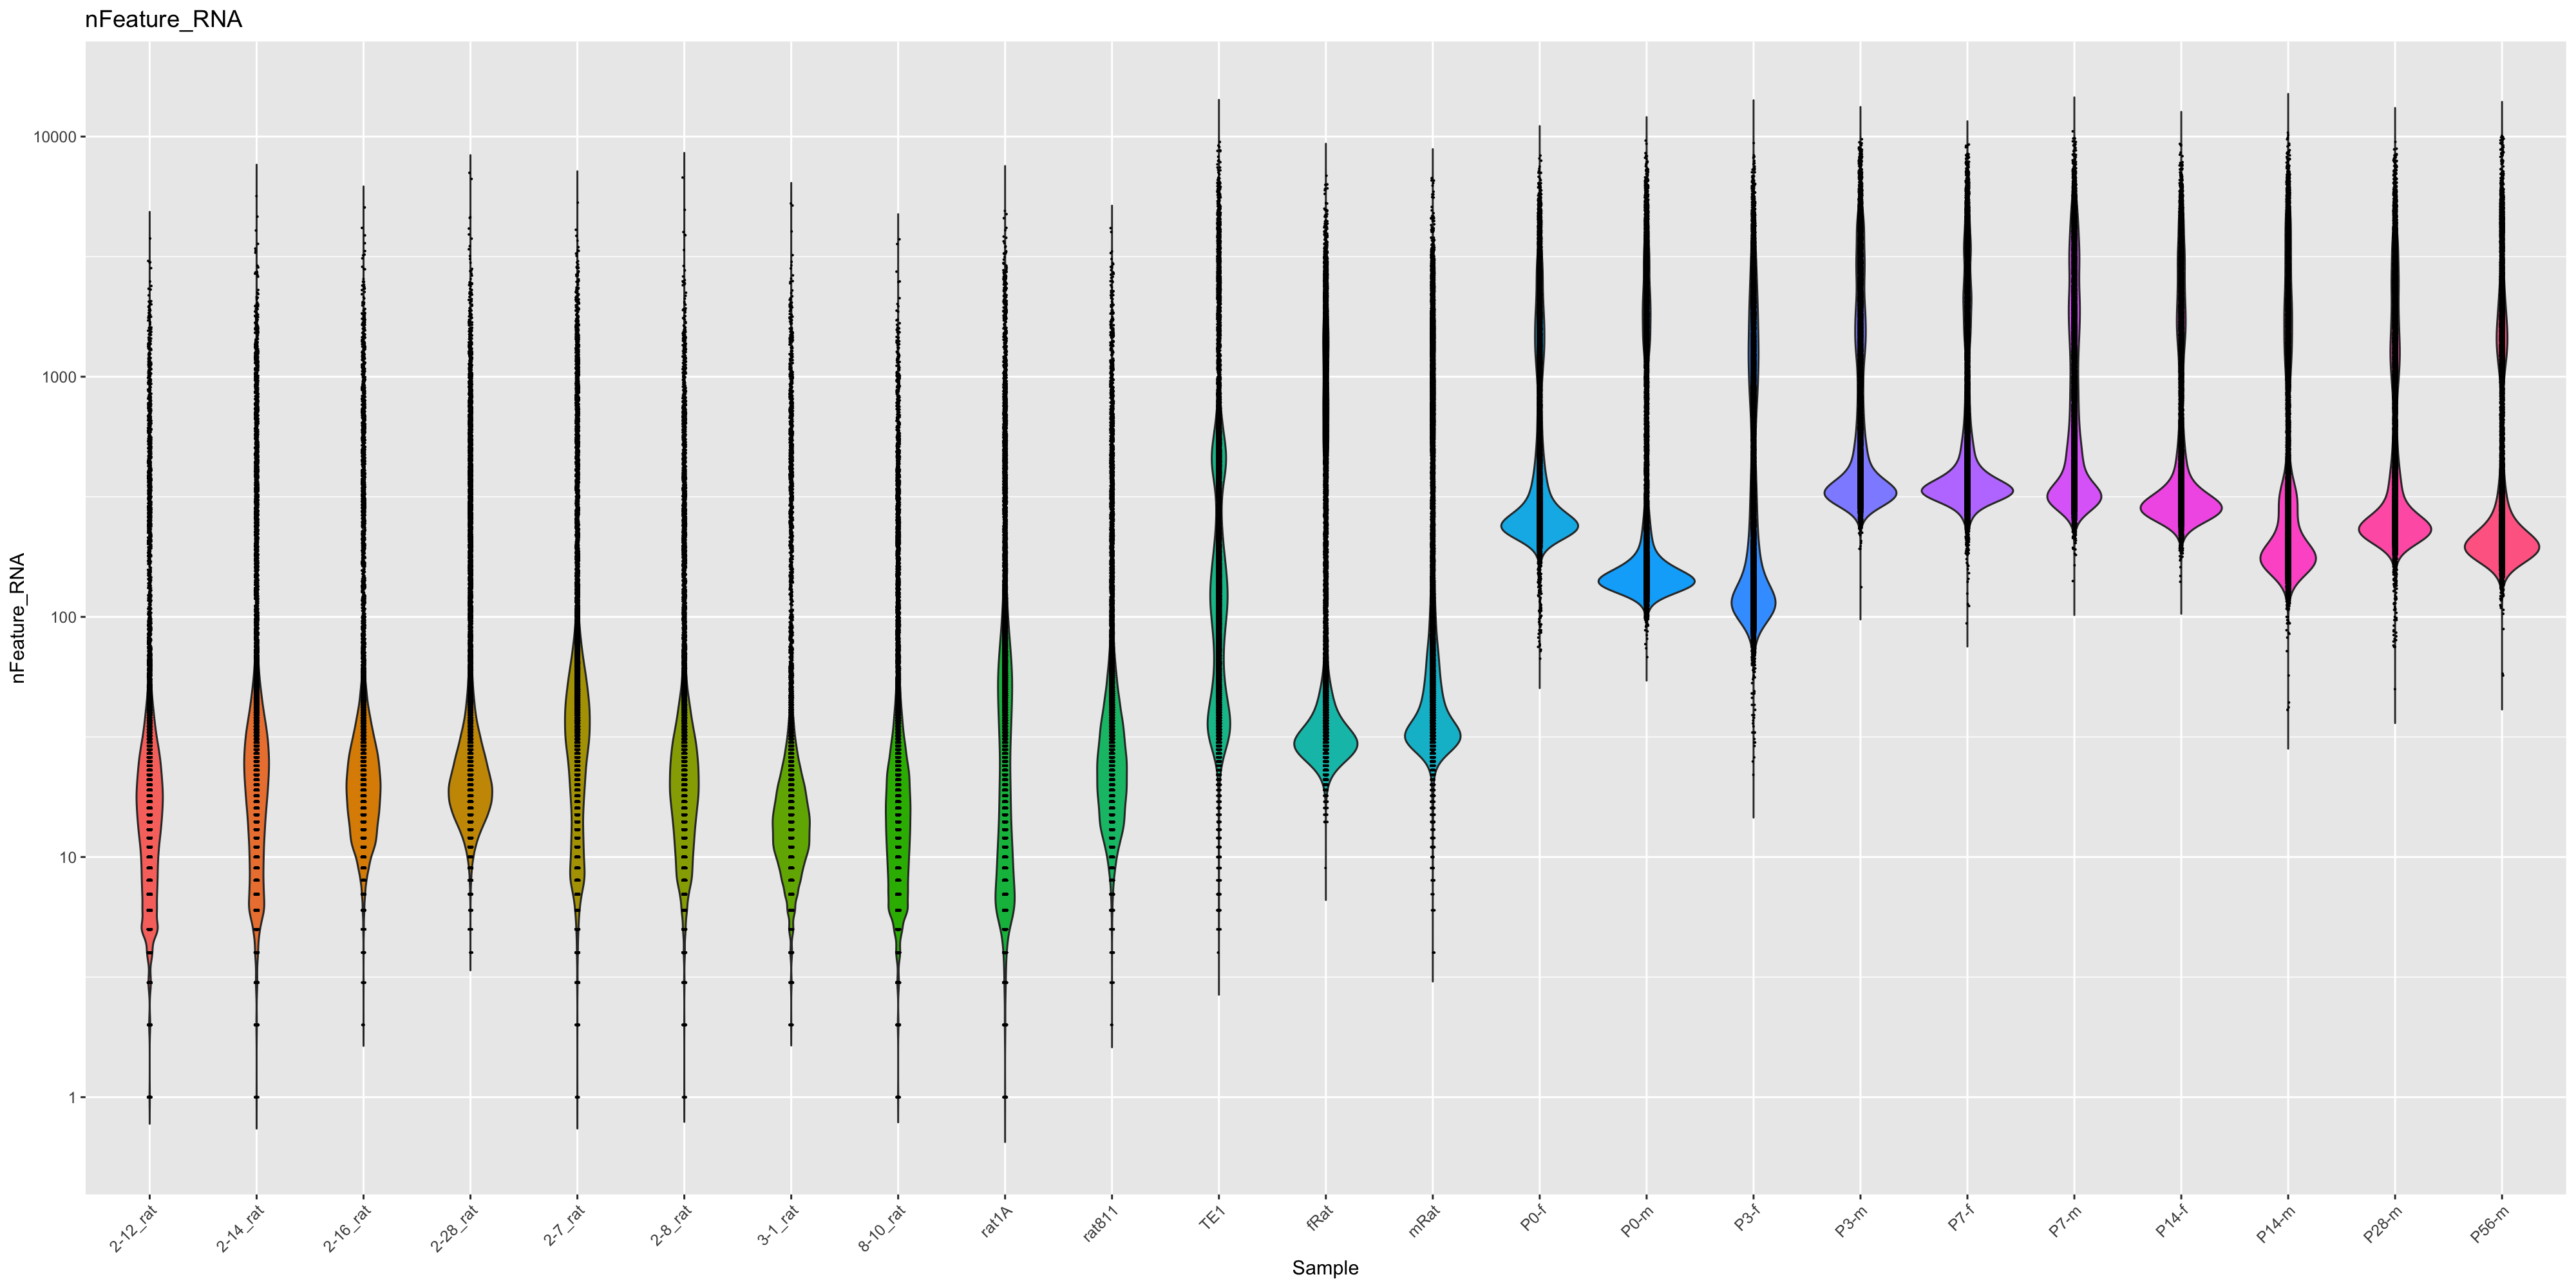 nFeature_RNA
nFeature_RNA
10000
1000
100
10
1
2-12_rat
2-14_rat
2-16_rat
2-28_rat
2-7_rat
2-8_rat
3-1_rat
8-10_rat
rat1A
rat811
TE1
fRat
mRat
P0-f
P0-m
P3-f
P3-m
P7-f
P7-m
P14-f
P14-m
P28-m
P56-m
Sample